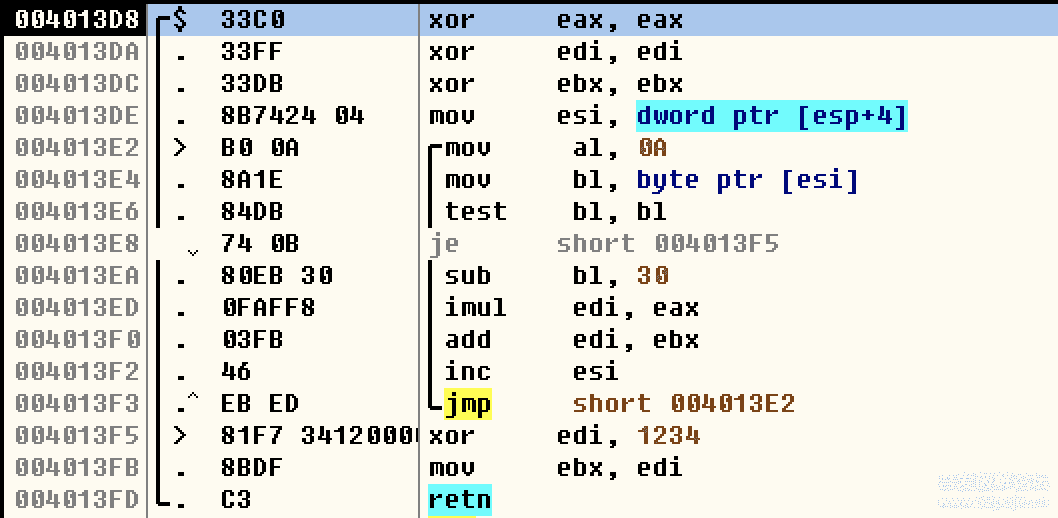 004013D8 $ 33C0 xor eax, eax
004013DA . 33FF xor edi, edi
004013DC . 33DB xor ebx, ebx
004013DE . 8B7424 04 mov esi, dword ptr [esp+4]
004013E2 > B0 0A mov al, 0A
004013E4 . 8A1E mov bl, byte ptr [esi]
004013E6 . 84DB test bl, bl
004013E8 74 0B je short 004013F5
004013EA . 80EB 30 sub bl, 30
004013ED . 0FAFF8 imul edi, eax
004013F0 . 03FB add edi, ebx
004013F2 . 46 inc esi
004013F3 .^ EB ED jmp short 004013E2
004013F5 > 81F7 3412000 xor edi, 1234
004013FB . 8BDF mov ebx, edi
004013FD . C3 retn